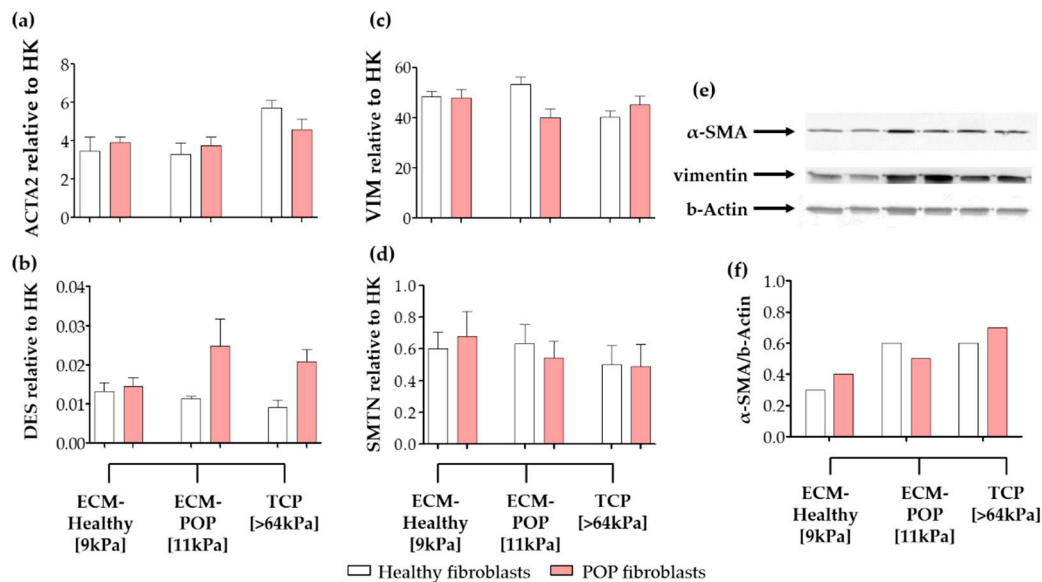 (a)
ACTA2 relative to HK
8
6
4
2
0
(c)
VIM relative to HK
60
40
20
0
(e)
α-SMA
vimentin
b-Actin
(b)
DES relative to HK
0.04
0.03
0.02
0.01
0.00
ECM-
Healthy
[9kPa]
ECM-
POP
[11kPa]
TCP
[>64kPa]
(d)
SMTN relative to HK
1.0
0.8
0.6
0.4
0.2
0.0
ECM-
Healthy
[9kPa]
ECM-
POP
[11kPa]
TCP
[>64kPa]
(f)
α-SMA/b-Actin
1.0
0.8
0.6
0.4
0.2
0.0
ECM-
Healthy
[9kPa]
ECM-
POP
[11kPa]
TCP
[>64kPa]
Healthy fibroblasts
POP fibroblasts